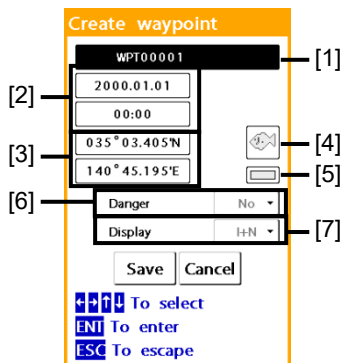 Create waypoint
WPT00001 [1]
[2] 2000.01.01
00:00
[3] 035°03.405'N [4]
140°45.195'E [5]
[6] Danger No
Display I+N [7]
Save Cancel
To select
ENT To enter
ESC To escape